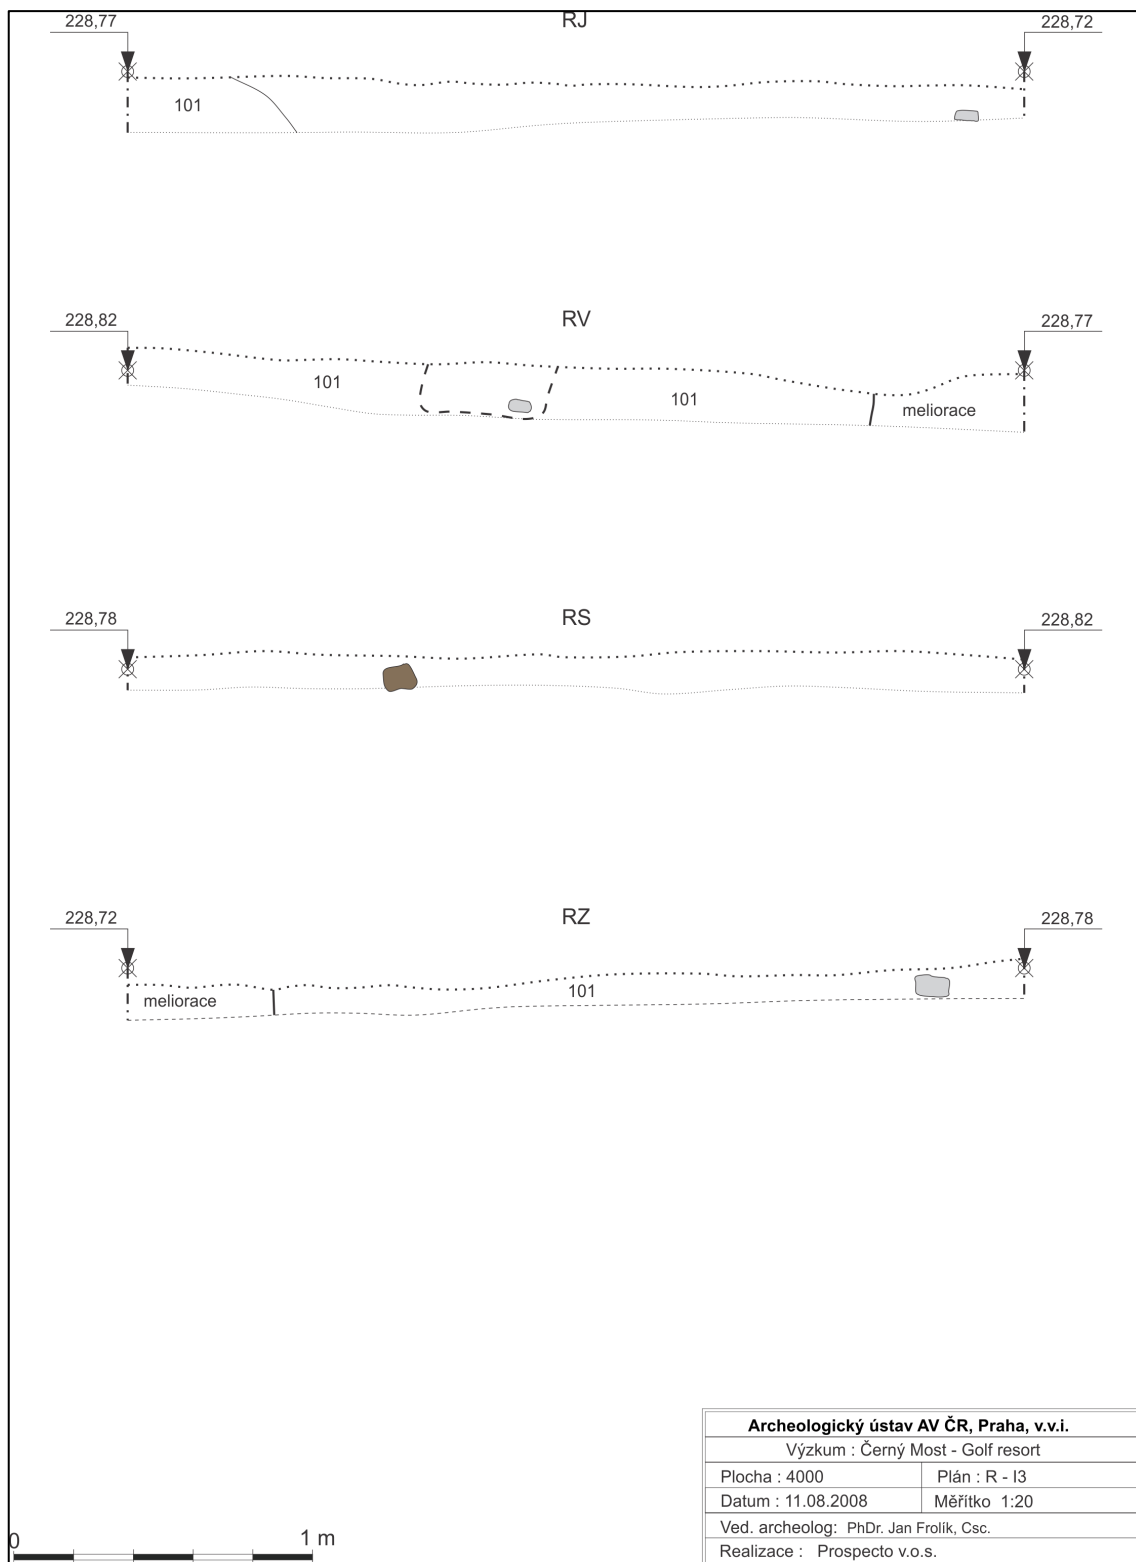 RJ
228,77
228,72
101
RV
228,82
228,77
101
101
meliorace
RS
228,78
228,82
RZ
228,72
228,78
meliorace
101
0
1 m
Archeologický ústav AV ČR, Praha, v.v.i.
Výzkum : Černý Most - Golf resort
Plocha : 4000 Plán : R - I3
Datum : 11.08.2008 Měřítko 1:20
Ved. archeolog: PhDr. Jan Frolík, Csc.
Realizace : Prospecto v.o.s.